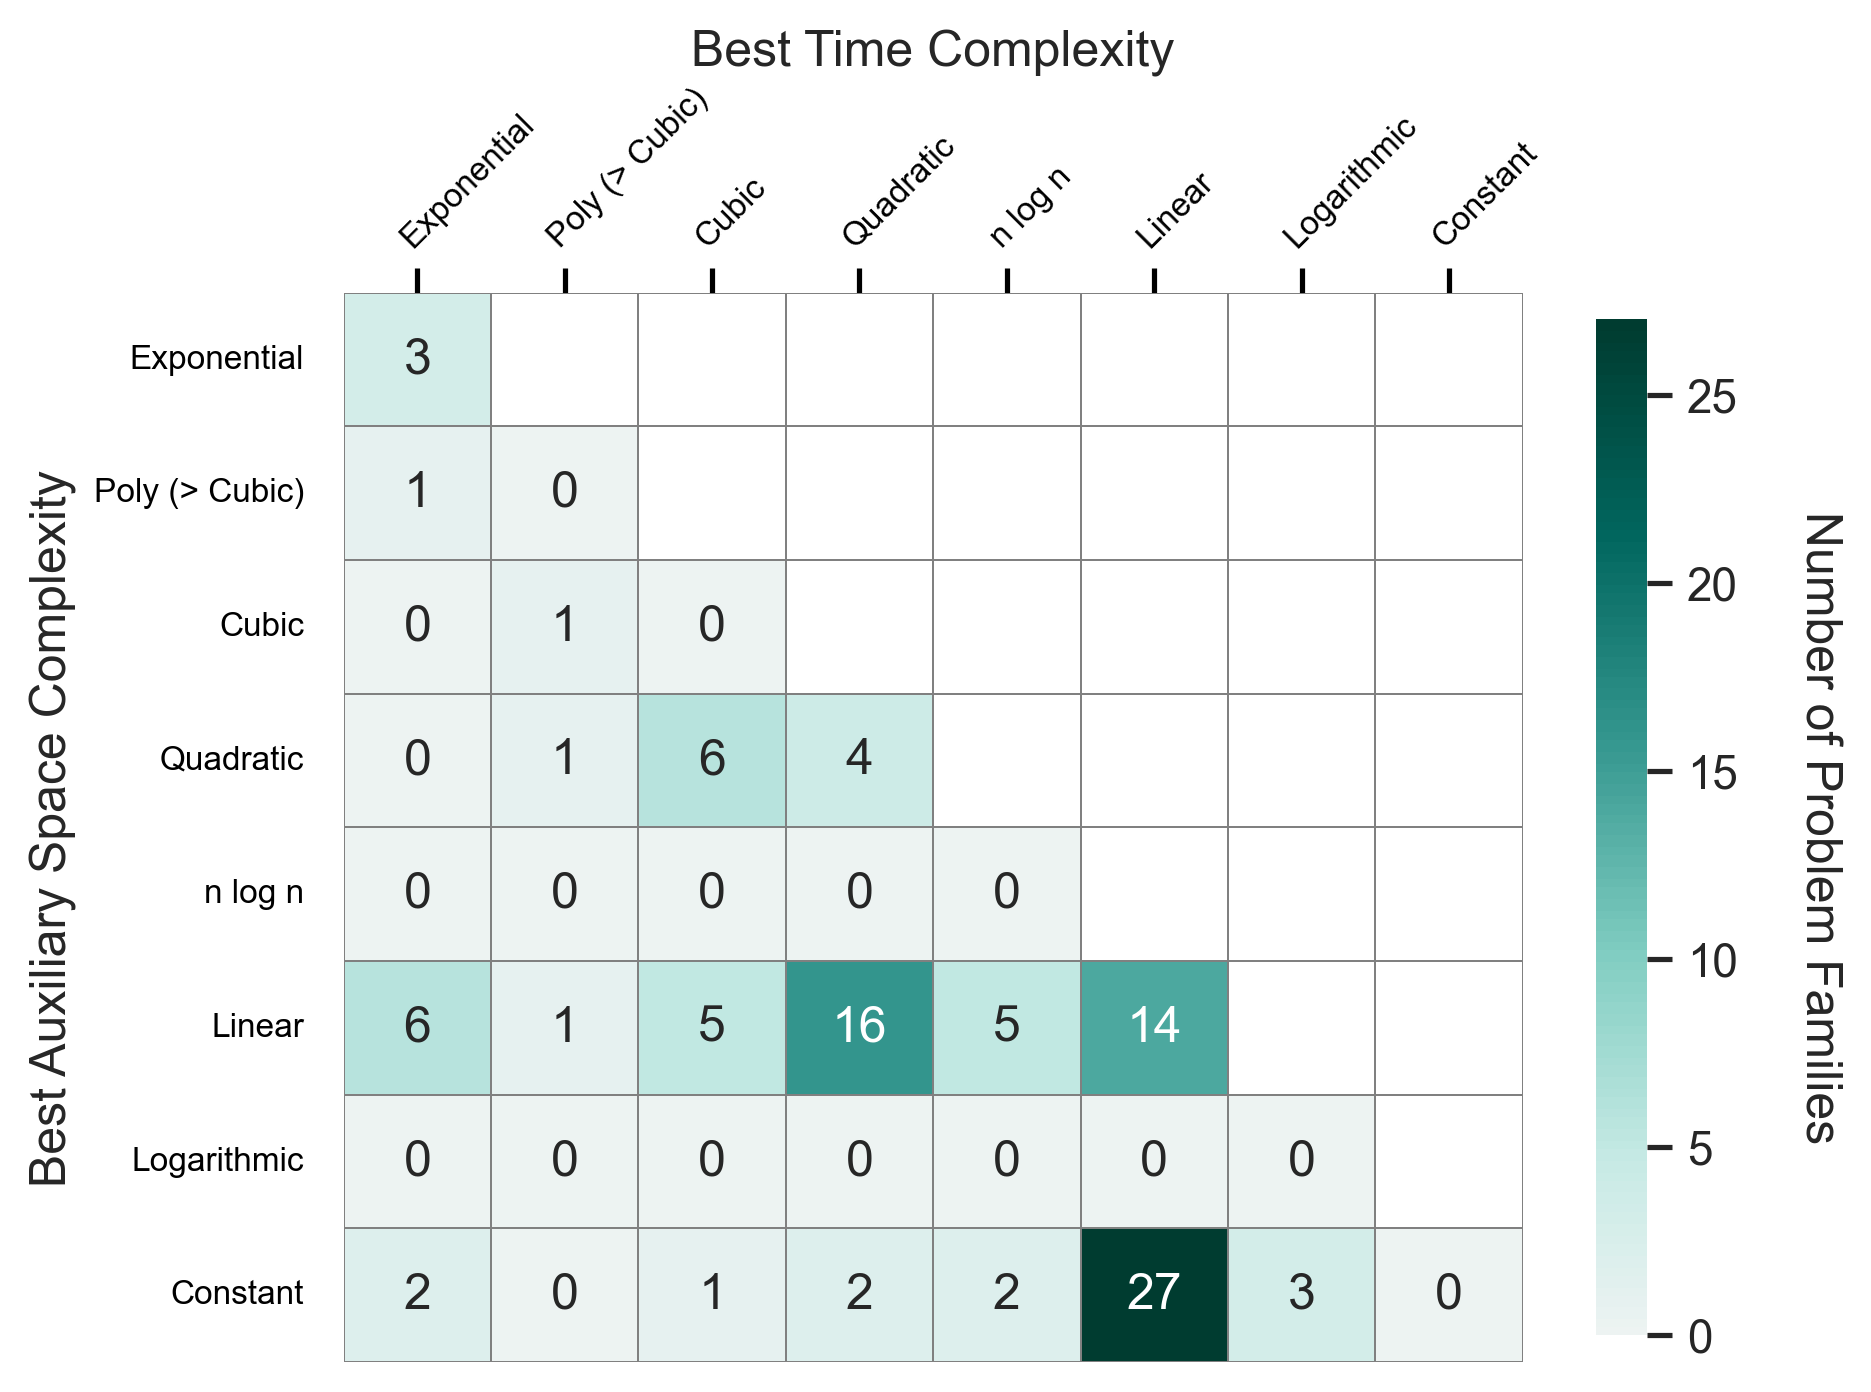 Best Time Complexity
Exponential
Poly (> Cubic)
Cubic
Quadratic
n log n
Linear
Logarithmic
Constant
Best Auxiliary Space Complexity
Exponential 3
Poly (> Cubic) 1 0
Cubic 0 1 0
Quadratic 0 1 6 4
n log n 0 0 0 0 0
Linear 6 1 5 16 5 14
Logarithmic 0 0 0 0 0 0 0
Constant 2 0 1 2 2 27 3 0
25
20
15
10
5
0
Number of Problem Families